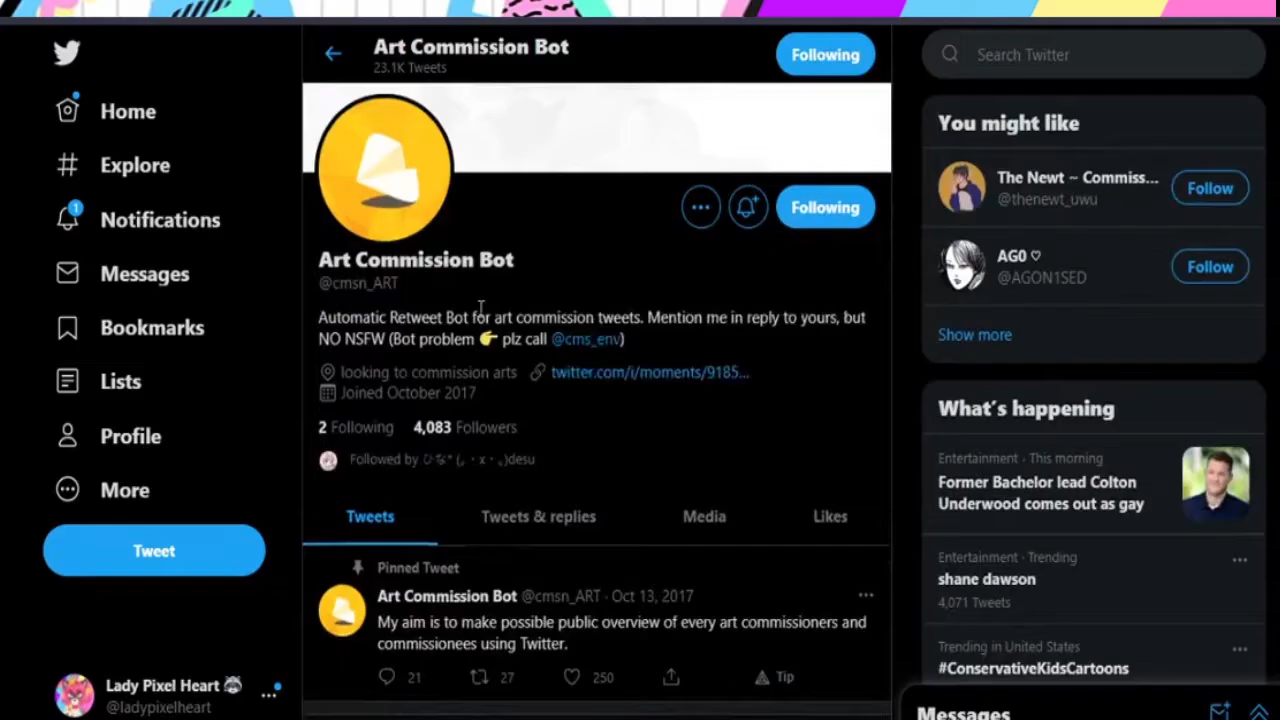 Home
Explore
Notifications
1
Messages
Bookmarks
Lists
Profile
More
Tweet
Lady Pixel Heart 🦝
@ladypixelheart
Art Commission Bot
23.1K Tweets
Following
Following
Art Commission Bot
@cmsn_ART
Automatic Retweet Bot for art commission tweets. Mention me in reply to yours, but
NO NSFW (Bot problem 👉 plz call @cms_env)
looking to commission arts twitter.com/i/moments/9185...
Joined October 2017
2 Following 4,083 Followers
Followed by ひな* (｡・x・｡)desu
Tweets Tweets & replies Media Likes
Pinned Tweet
Art Commission Bot @cmsn_ART · Oct 13, 2017
My aim is to make possible public overview of every art commissioners and
commissionees using Twitter.
21 27 250 Tip
Search Twitter
You might like
The Newt ~ Commiss...
@thenewt_uwu
Follow
AG0 ♡
@AGON1SED
Follow
Show more
What's happening
Entertainment · This morning
Former Bachelor lead Colton
Underwood comes out as gay
Entertainment · Trending
shane dawson
4,071 Tweets
Trending in United States
#ConservativeKidsCartoons
Messages